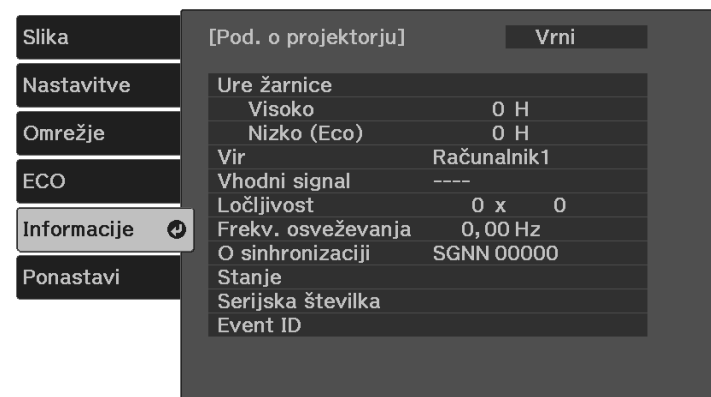 Slika
Nastavitve
Omrežje
ECO
Informacije
Ponastavi
[Pod. o projektorju] Vrni
Ure žarnice
Visoko 0 H
Nizko (Eco) 0 H
Vir Računalnik1
Vhodni signal ----
Ločljivost 0 x 0
Frekv. osveževanja 0,00 Hz
O sinhronizaciji SGNN 00000
Stanje
Serijska številka
Event ID